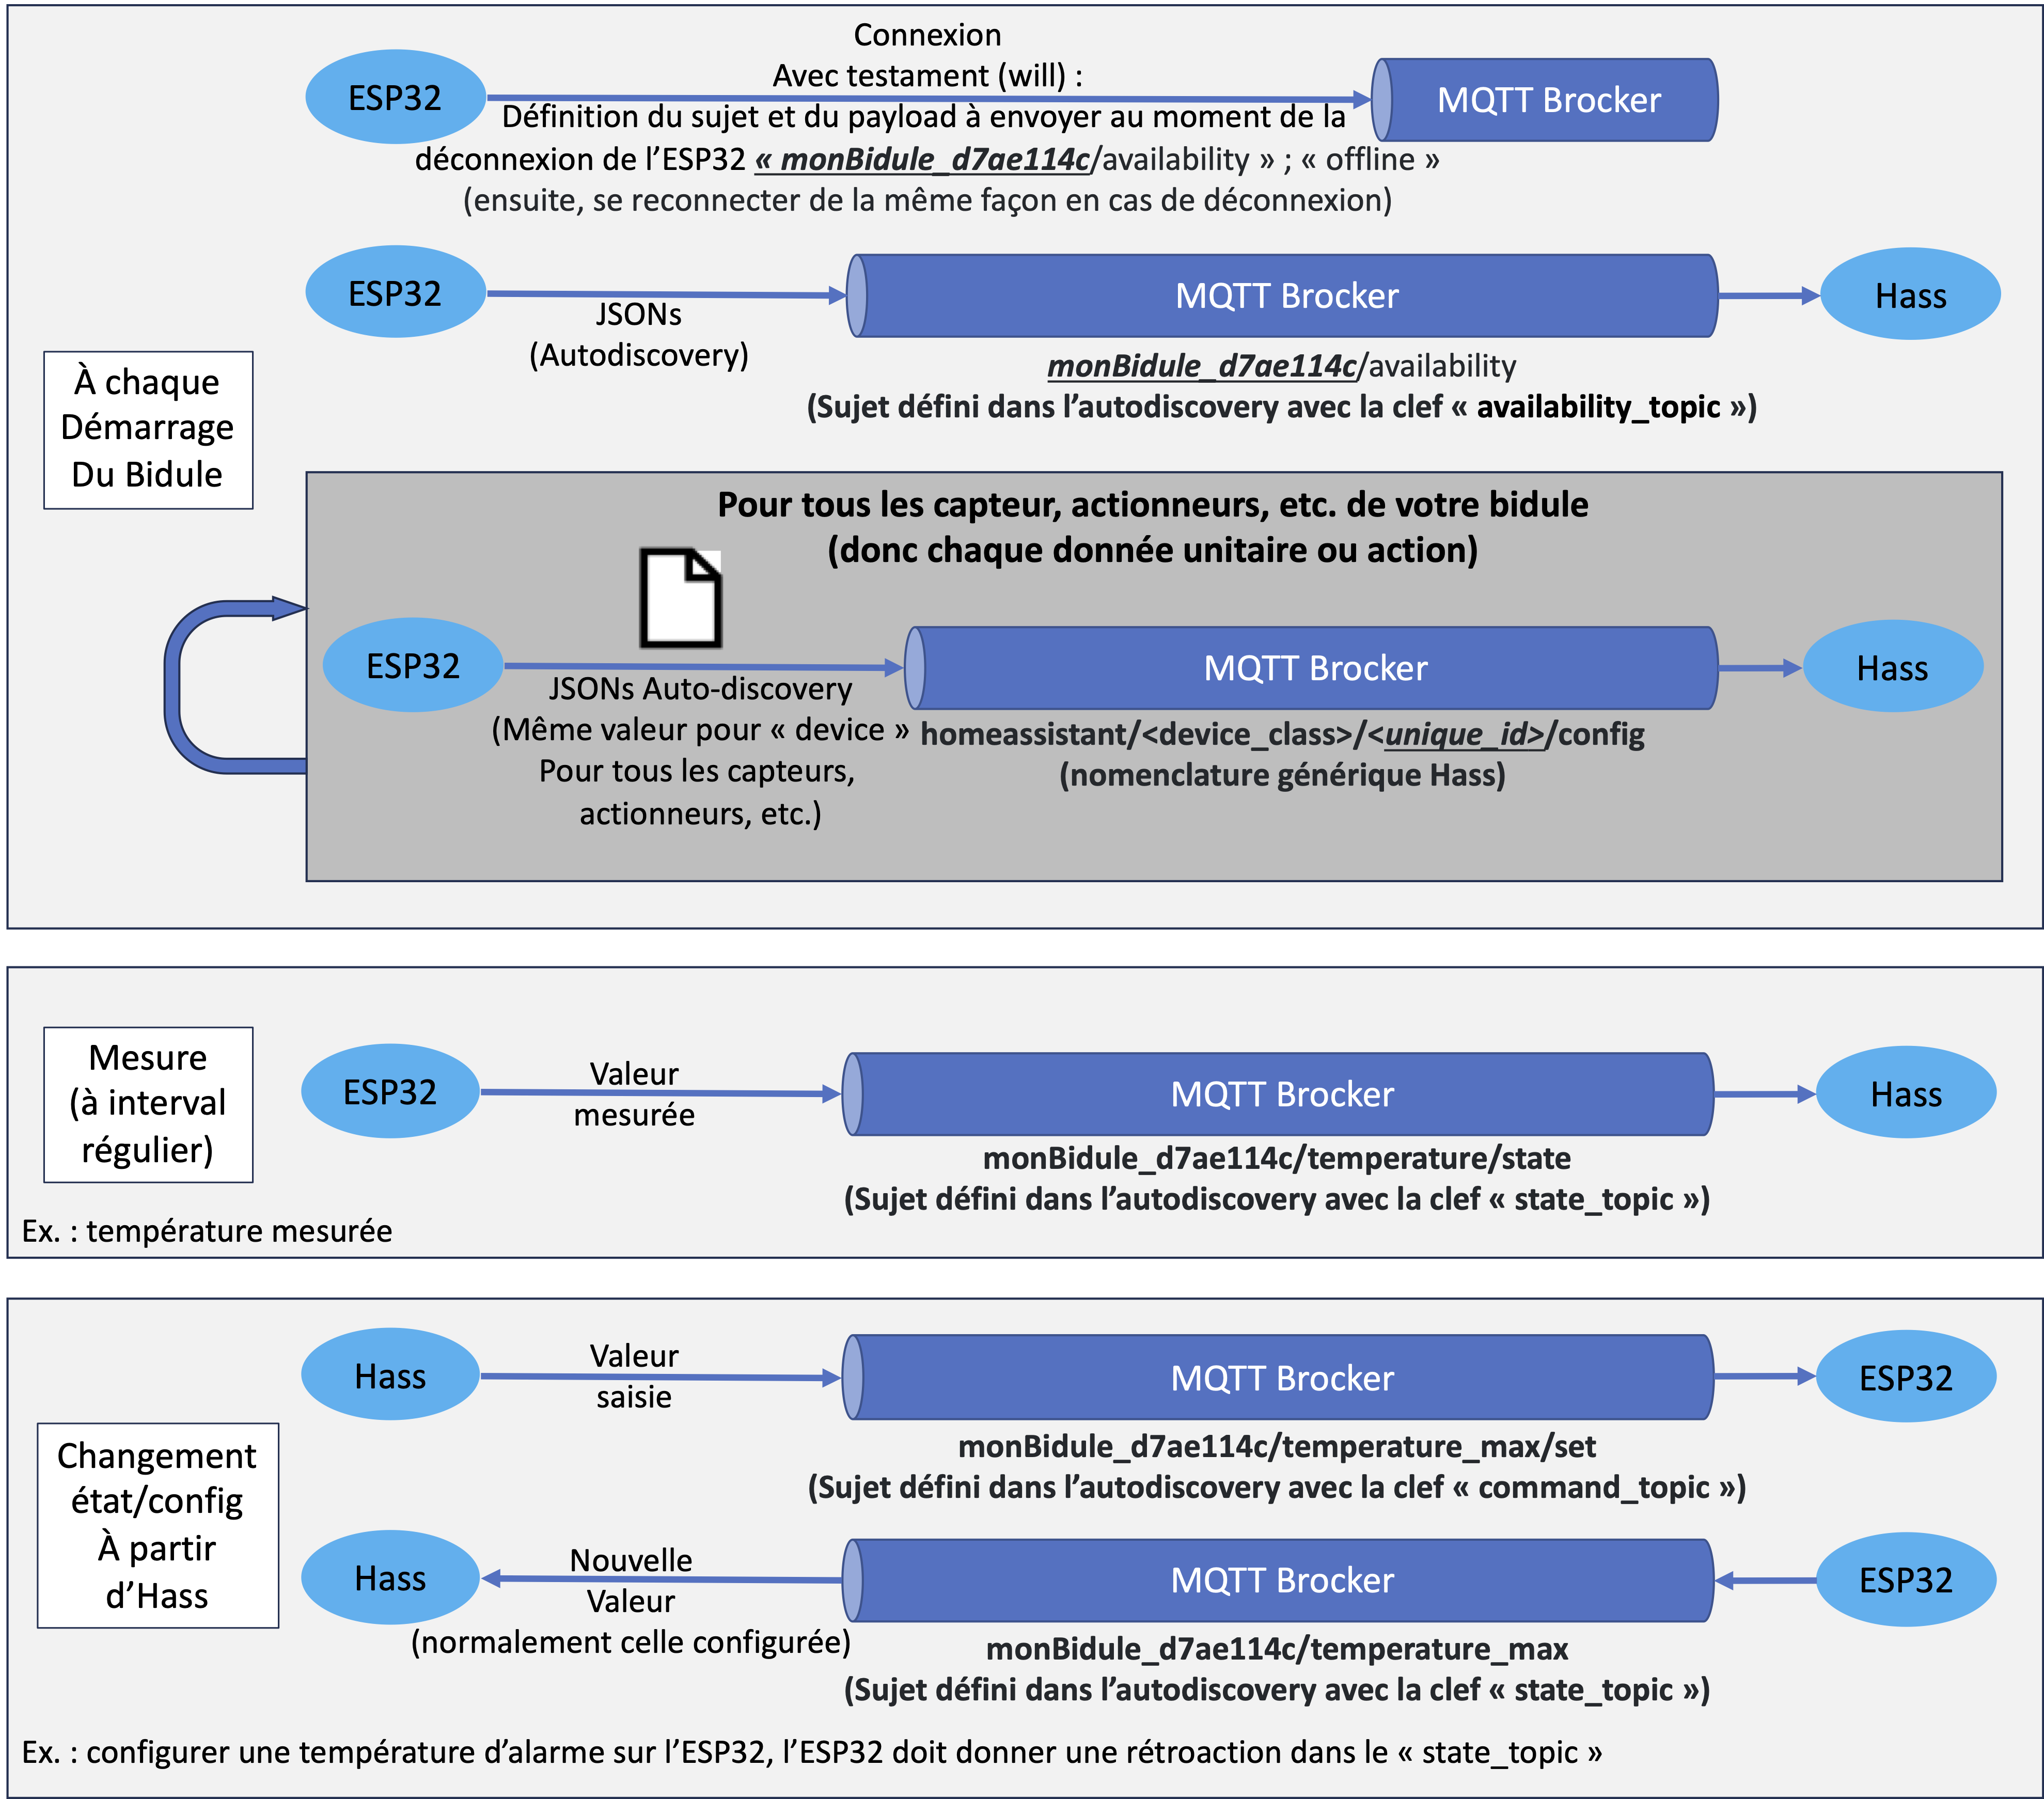 Connexion
Avec testament (will) :
ESP32
MQTT Brocker
Définition du sujet et du payload à envoyer au moment de la
déconnexion de l’ESP32 « monBidule_d7ae114c/availability » ; « offline »
(ensuite, se reconnecter de la même façon en cas de déconnexion)
ESP32
MQTT Brocker
Hass
JSONs
(Autodiscovery)
monBidule_d7ae114c/availability
(Sujet défini dans l’autodiscovery avec la clef « availability_topic »)
À chaque
Démarrage
Du Bidule
Pour tous les capteur, actionneurs, etc. de votre bidule
(donc chaque donnée unitaire ou action)
ESP32
MQTT Brocker
Hass
JSONs Auto-discovery
(Même valeur pour « device »
Pour tous les capteurs,
actionneurs, etc.)
homeassistant/<device_class>/<unique_id>/config
(nomenclature générique Hass)
Mesure
(à interval
régulier)
ESP32
Valeur
mesurée
MQTT Brocker
Hass
monBidule_d7ae114c/temperature/state
(Sujet défini dans l’autodiscovery avec la clef « state_topic »)
Ex. : température mesurée
Hass
Valeur
saisie
MQTT Brocker
ESP32
monBidule_d7ae114c/temperature_max/set
(Sujet défini dans l’autodiscovery avec la clef « command_topic »)
Changement
état/config
À partir
d’Hass
Hass
Nouvelle
Valeur
(normalement celle configurée)
MQTT Brocker
ESP32
monBidule_d7ae114c/temperature_max
(Sujet défini dans l’autodiscovery avec la clef « state_topic »)
Ex. : configurer une température d’alarme sur l’ESP32, l’ESP32 doit donner une rétroaction dans le « state_topic »